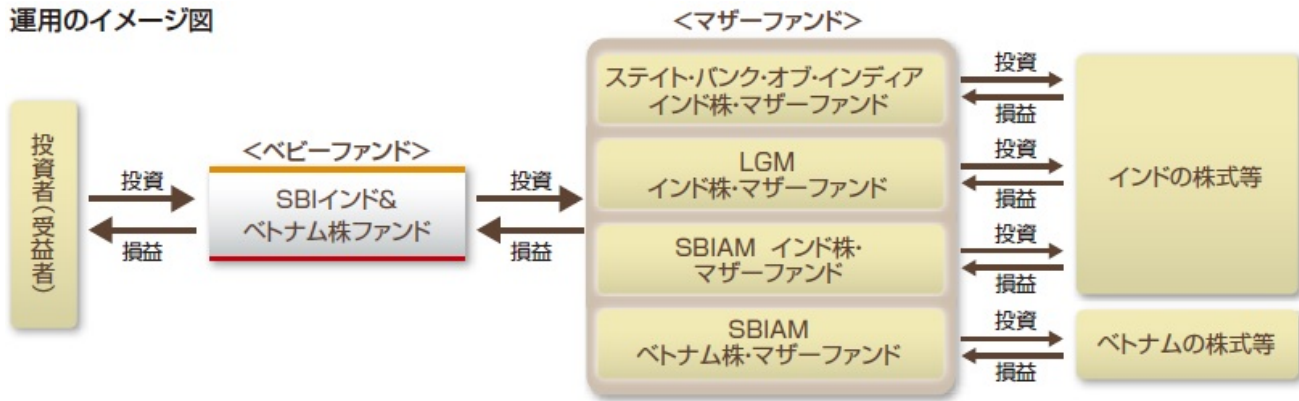 運用のイメージ図
<マザーファンド>
投資者(受益者)
投資
損益
<ベビーファンド>
SBIインド&
ベトナム株ファンド
投資
損益
ステイト・バンク・オブ・インディア
インド株・マザーファンド
LGM
インド株・マザーファンド
SBIAM インド株・
マザーファンド
SBIAM
ベトナム株・マザーファンド
投資
損益
投資
損益
投資
損益
投資
損益
インドの株式等
ベトナムの株式等